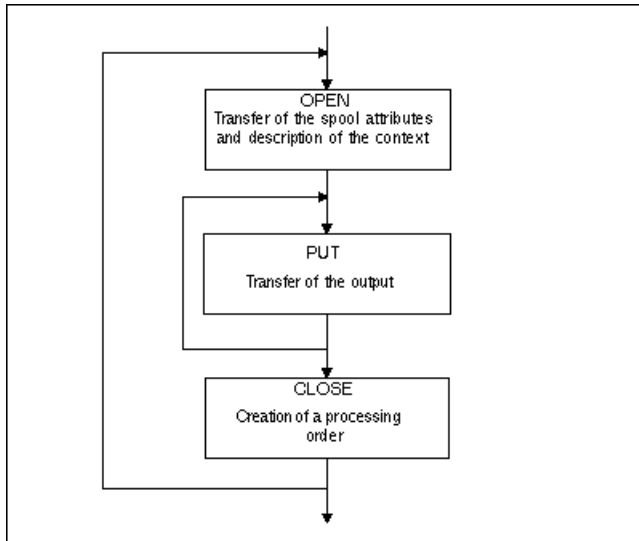 OPEN
Transfer of the spool attributes
and description of the context
PUT
Transfer of the output
CLOSE
Creation of a processing
order